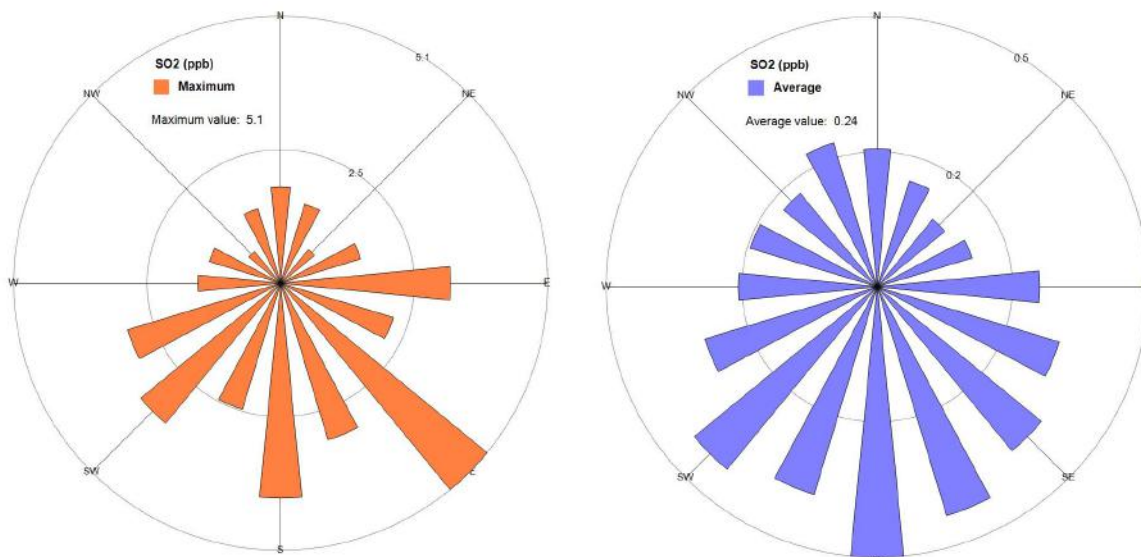 N
5.1
SO2 (ppb)
Maximum
NW
NE
Maximum value: 5.1
2.5
W
E
SW
E
S
N
0.5
SO2 (ppb)
Average
NW
NE
Average value: 0.24
0.2
W
SW
SE